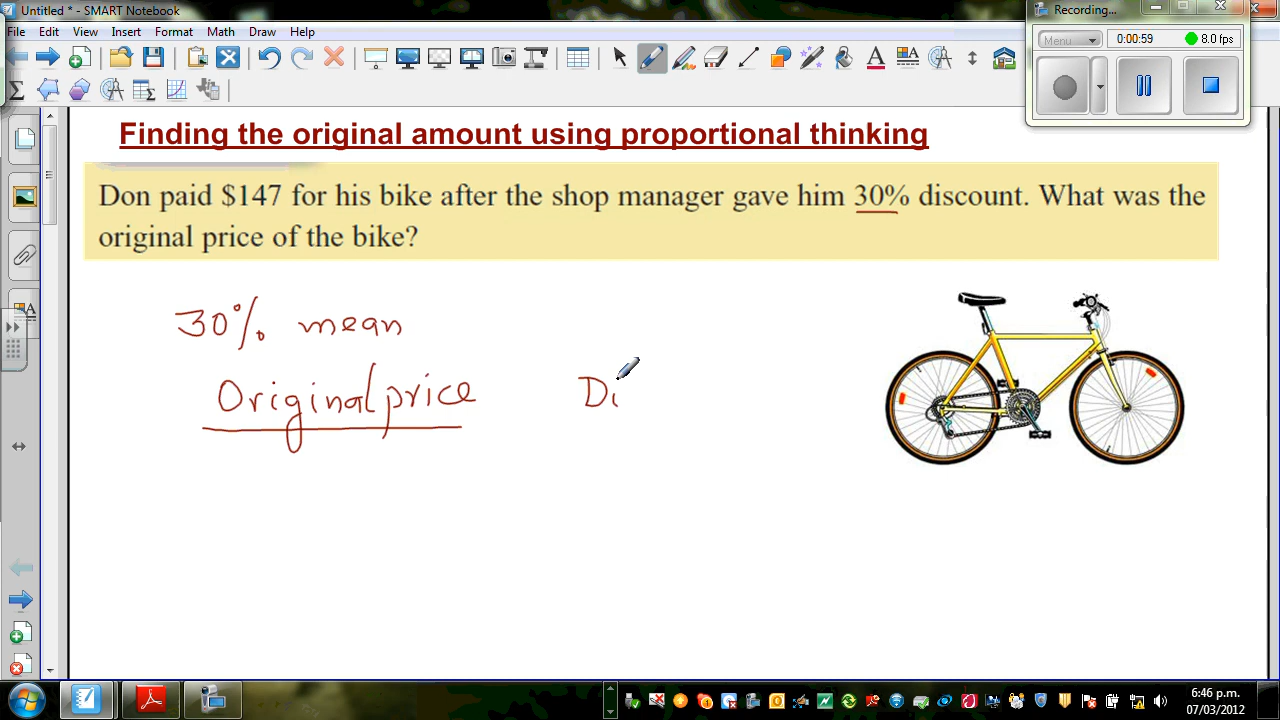 Untitled * - SMART Notebook
Recording...
File Edit View Insert Format Math Draw Help
Menu 0:00:59 8.0 fps
Finding the original amount using proportional thinking
Don paid $147 for his bike after the shop manager gave him 30% discount. What was the
original price of the bike?
30% mean
Original price Di
6:46 p.m.
07/03/2012